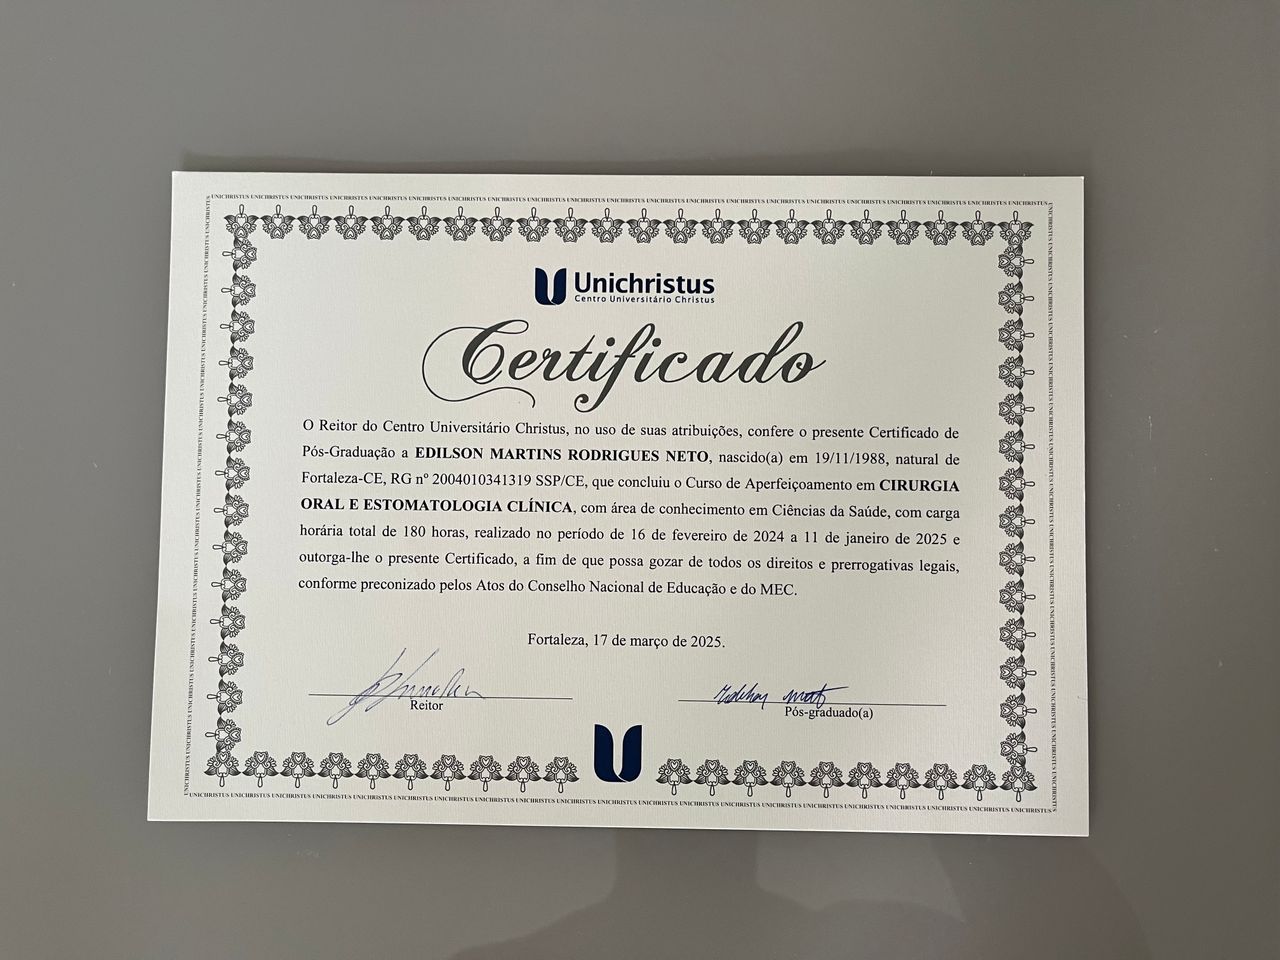 Unichristus
Centro Universitário Christus
Certificado
O Reitor do Centro Universitário Christus, no uso de suas atribuições, confere o presente Certificado de
Pós-Graduação a EDILSON MARTINS RODRIGUES NETO, nascido(a) em 19/11/1988, natural de
Fortaleza-CE, RG nº 2004010341319 SSP/CE, que concluiu o Curso de Aperfeiçoamento em CIRURGIA
ORAL E ESTOMATOLOGIA CLÍNICA, com área de conhecimento em Ciências da Saúde, com carga
horária total de 180 horas, realizado no período de 16 de fevereiro de 2024 a 11 de janeiro de 2025 e
outorga-lhe o presente Certificado, a fim de que possa gozar de todos os direitos e prerrogativas legais,
conforme preconizado pelos Atos do Conselho Nacional de Educação e do MEC.
Fortaleza, 17 de março de 2025.
Reitor
Pós-graduado(a)